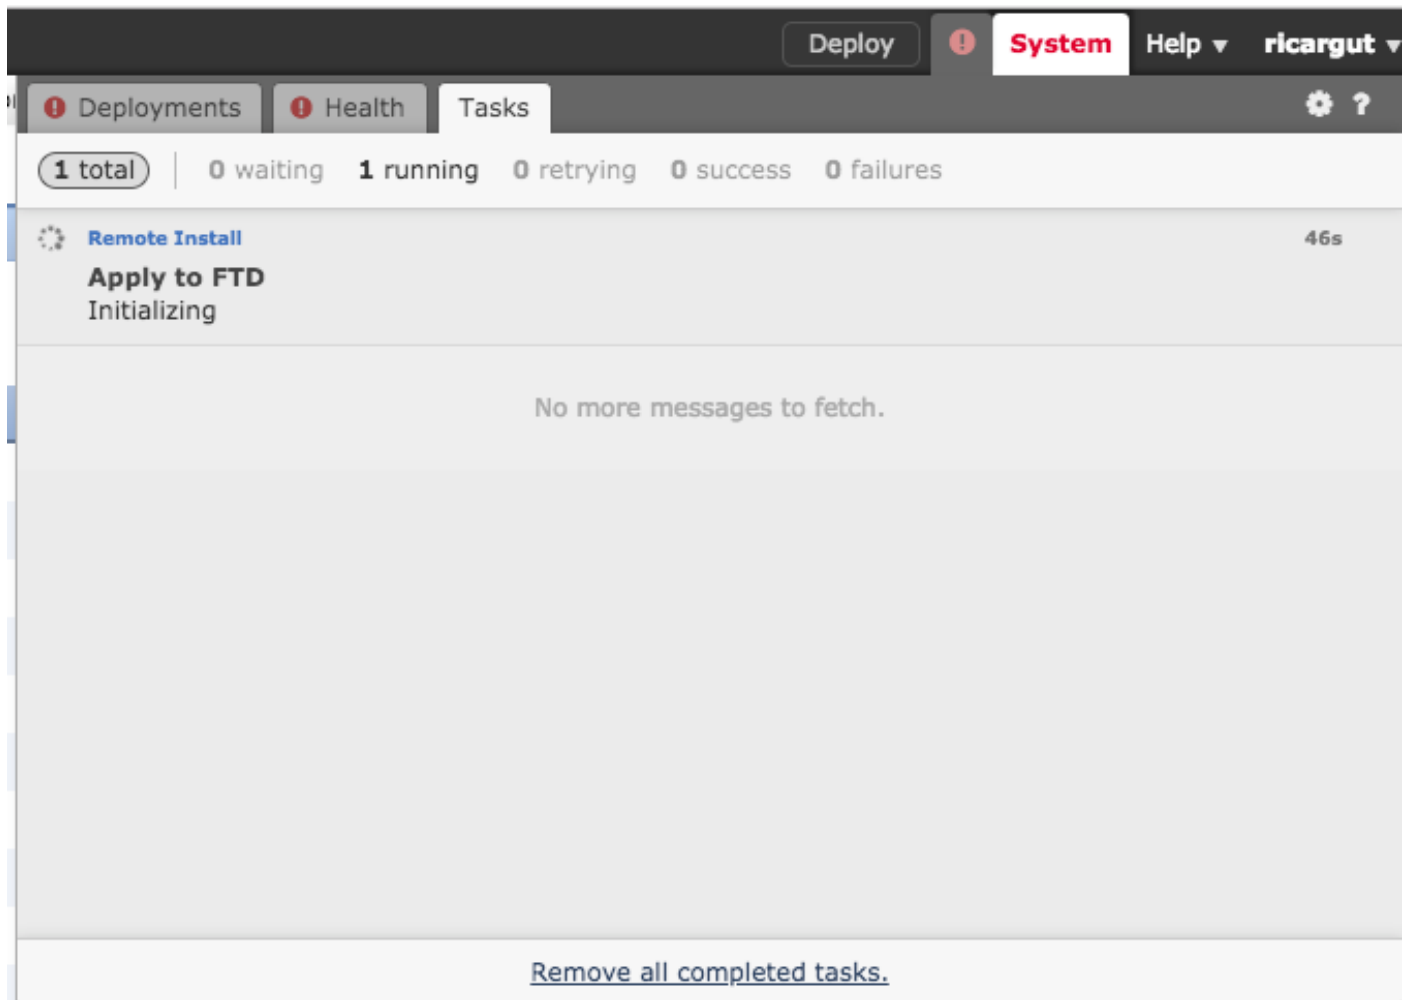 Deploy System Help ricargut
Deployments Health Tasks ?
1 total 0 waiting 1 running 0 retrying 0 success 0 failures
Remote Install 46s
Apply to FTD
Initializing
No more messages to fetch.
Remove all completed tasks.